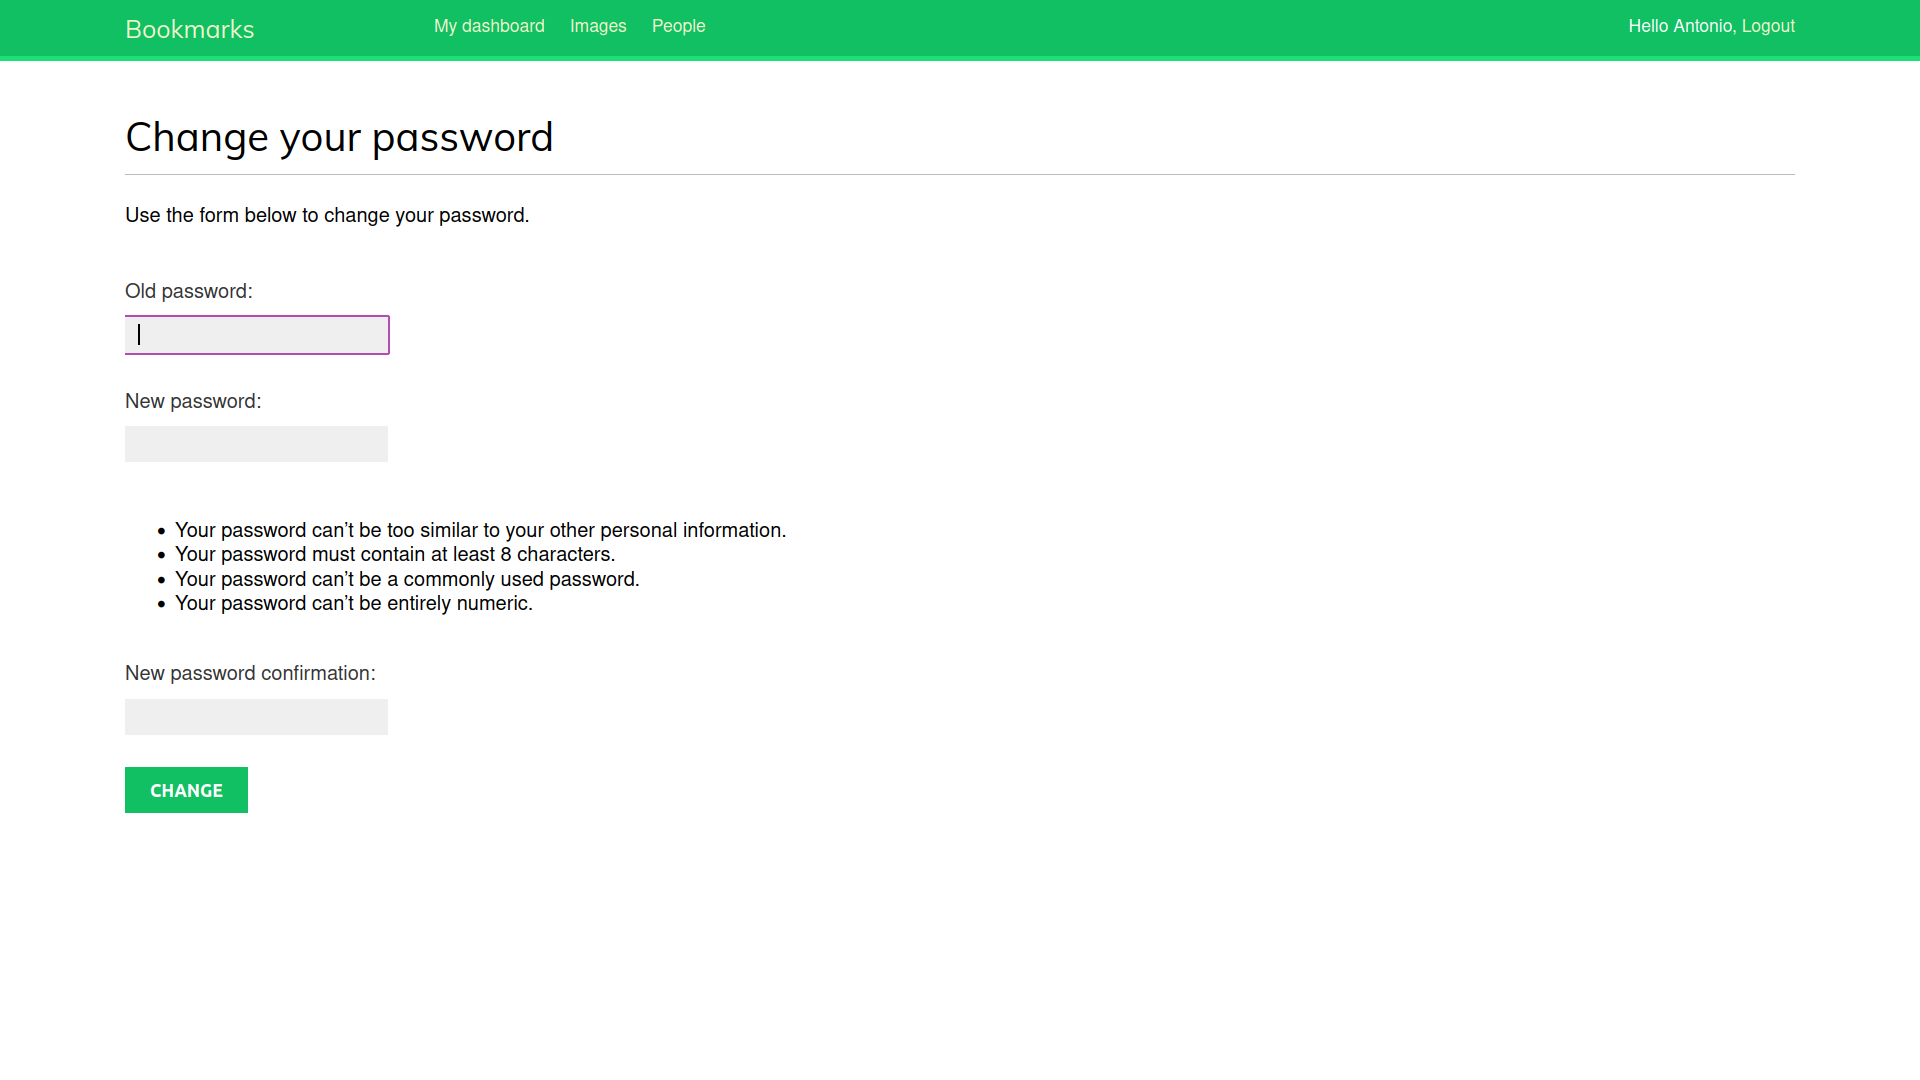 Bookmarks My dashboard Images People Hello Antonio, Logout
Change your password
Use the form below to change your password.
Old password:
New password:
• Your password can’t be too similar to your other personal information.
• Your password must contain at least 8 characters.
• Your password can’t be a commonly used password.
• Your password can’t be entirely numeric.
New password confirmation:
CHANGE